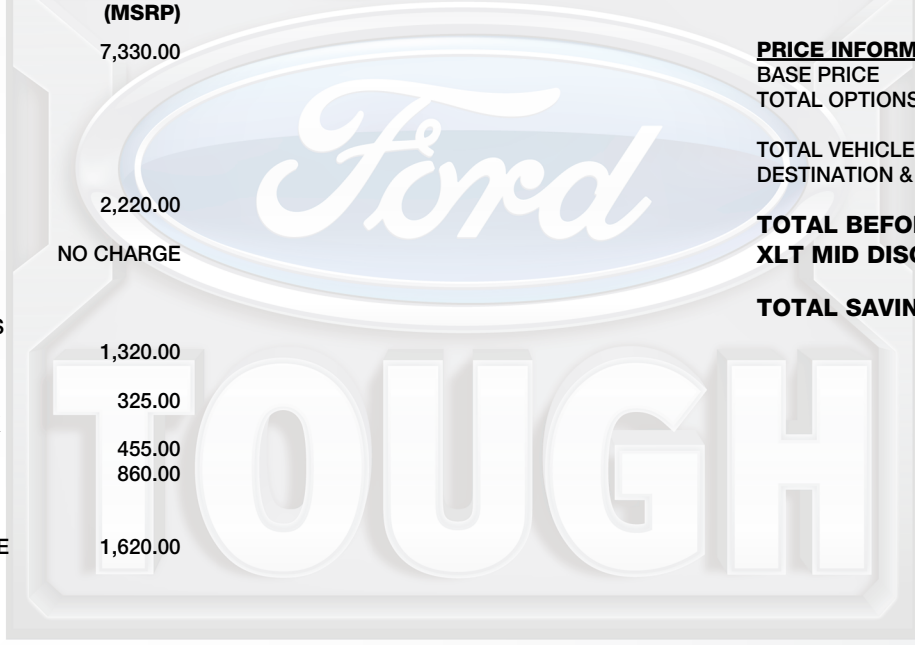 (MSRP)
7,330.00
2,220.00
NO CHARGE
S
1,320.00
325.00
455.00
860.00
E
1,620.00
PRICE INFORM
BASE PRICE
TOTAL OPTIONS
TOTAL VEHICLE
DESTINATION &
TOTAL BEFO
XLT MID DISC
TOTAL SAVIN
Ford
TOUGH